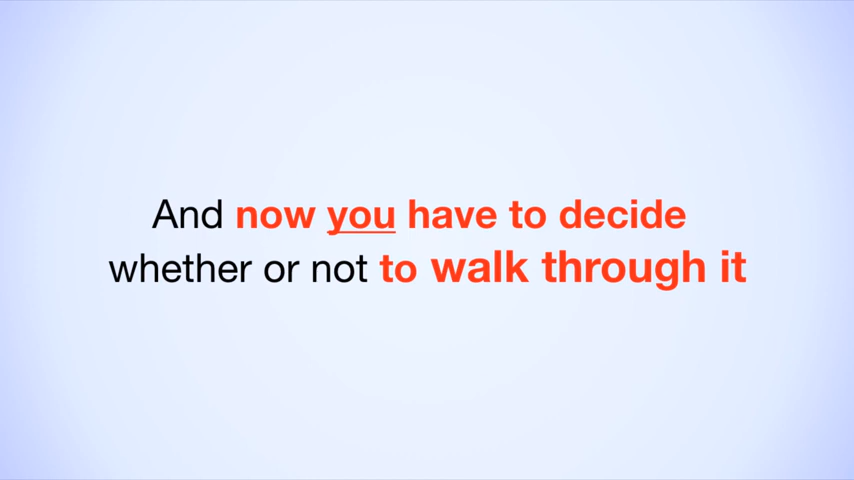 And now you have to decide
whether or not to walk through it